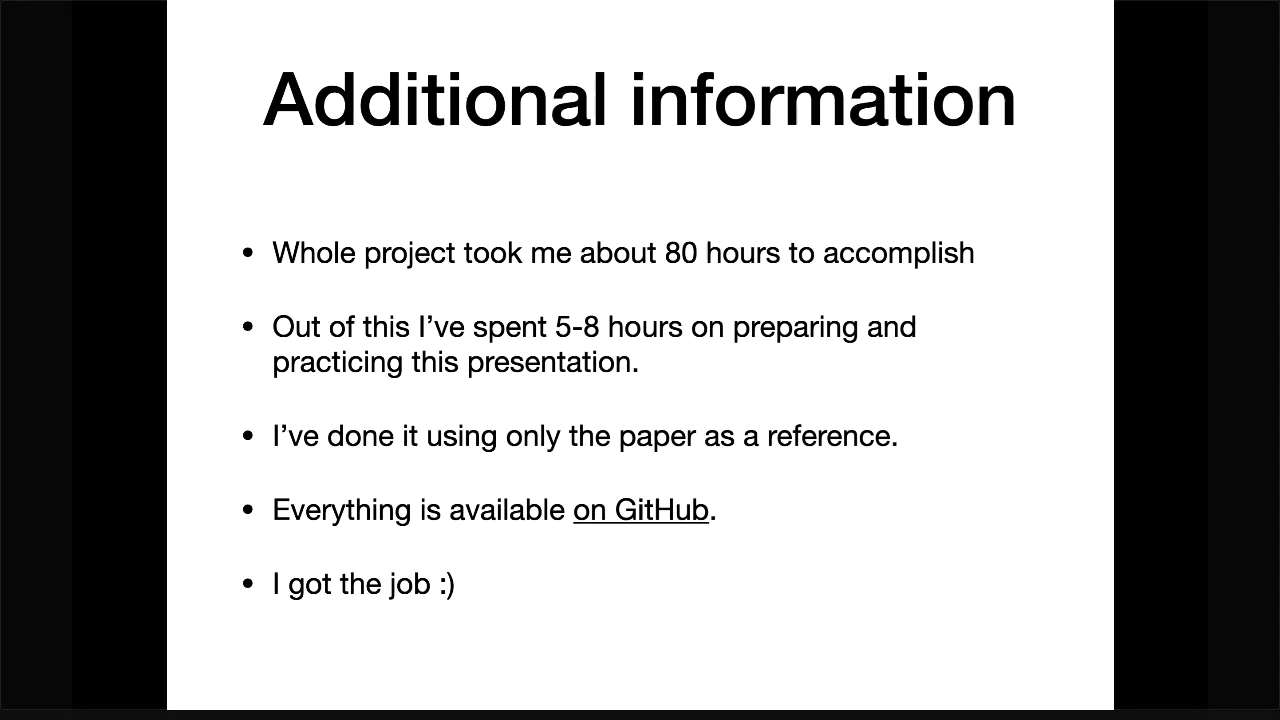 Additional information
• Whole project took me about 80 hours to accomplish
• Out of this I’ve spent 5-8 hours on preparing and
practicing this presentation.
• I’ve done it using only the paper as a reference.
• Everything is available on GitHub.
• I got the job :)